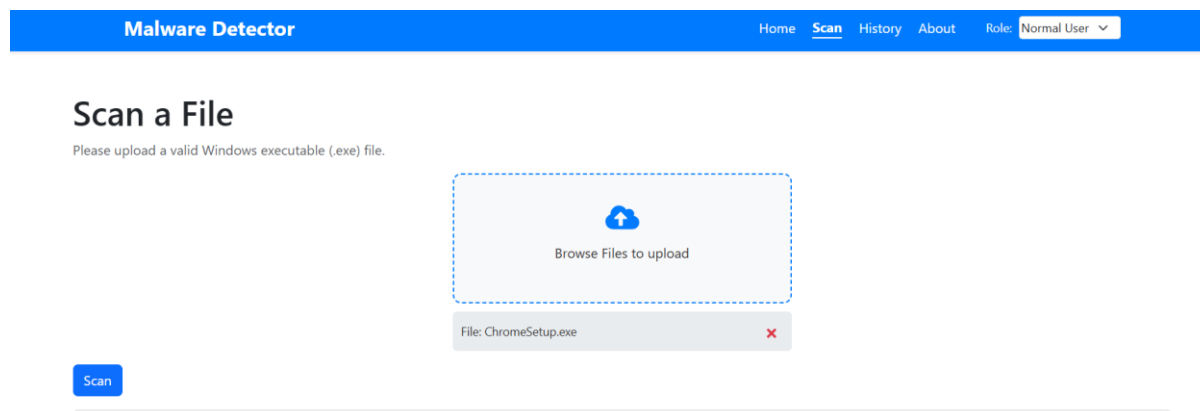 Malware Detector Home Scan History About Role: Normal User
Scan a File
Please upload a valid Windows executable (.exe) file.
Browse Files to upload
File: ChromeSetup.exe
Scan